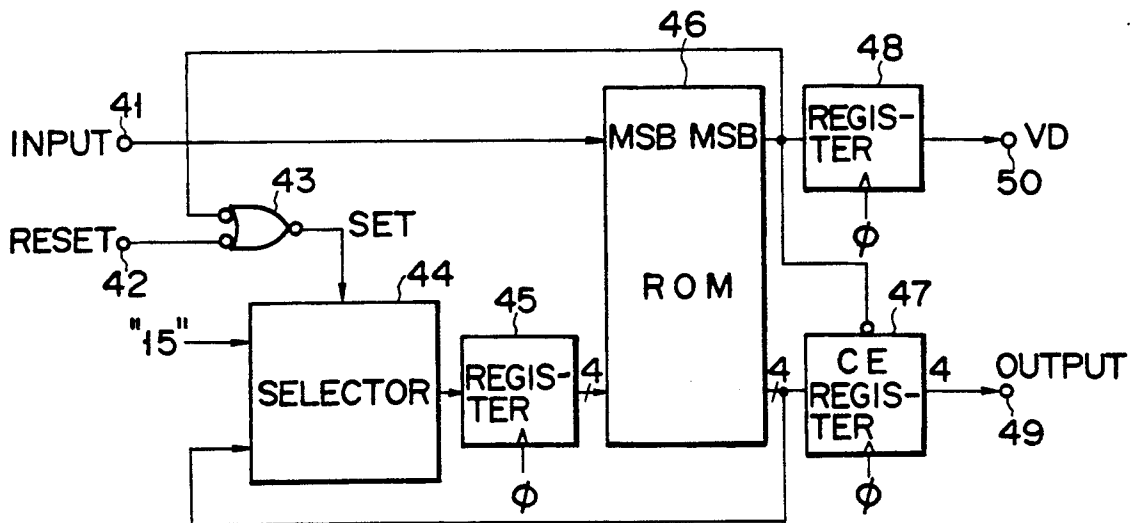 46
48
41
INPUT
MSB MSB
REGIS-
TER
VD
50
43
RESET
SET
42
φ
44
ROM
47
"15"
45
CE
4
OUTPUT
SELECTOR
REGIS-
TER
4
4
REGIS-
TER
49
φ
φ